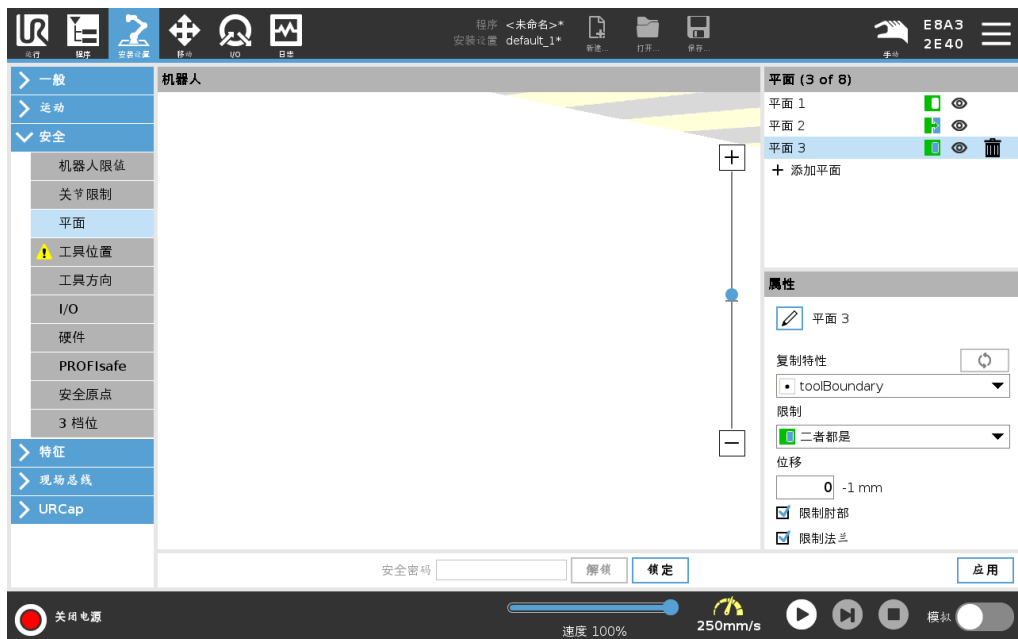 UR
运行
程序
安装设置
移动
I/O
日志
程序 <未命名>*
安装设置 default_1*
新建...
打开...
保存...
手动
E8A3
2E40
一般
运动
安全
机器人限值
关节限制
平面
工具位置
工具方向
I/O
硬件
PROFIsafe
安全原点
3 档位
特征
现场总线
URCap
机器人
平面 (3 of 8)
平面 1
平面 2
平面 3
添加平面
属性
平面 3
复制特性
toolBoundary
限制
二者都是
位移
0 -1 mm
限制肘部
限制法兰
安全密码
解锁
锁定
应用
关闭电源
速度 100%
250mm/s
模拟